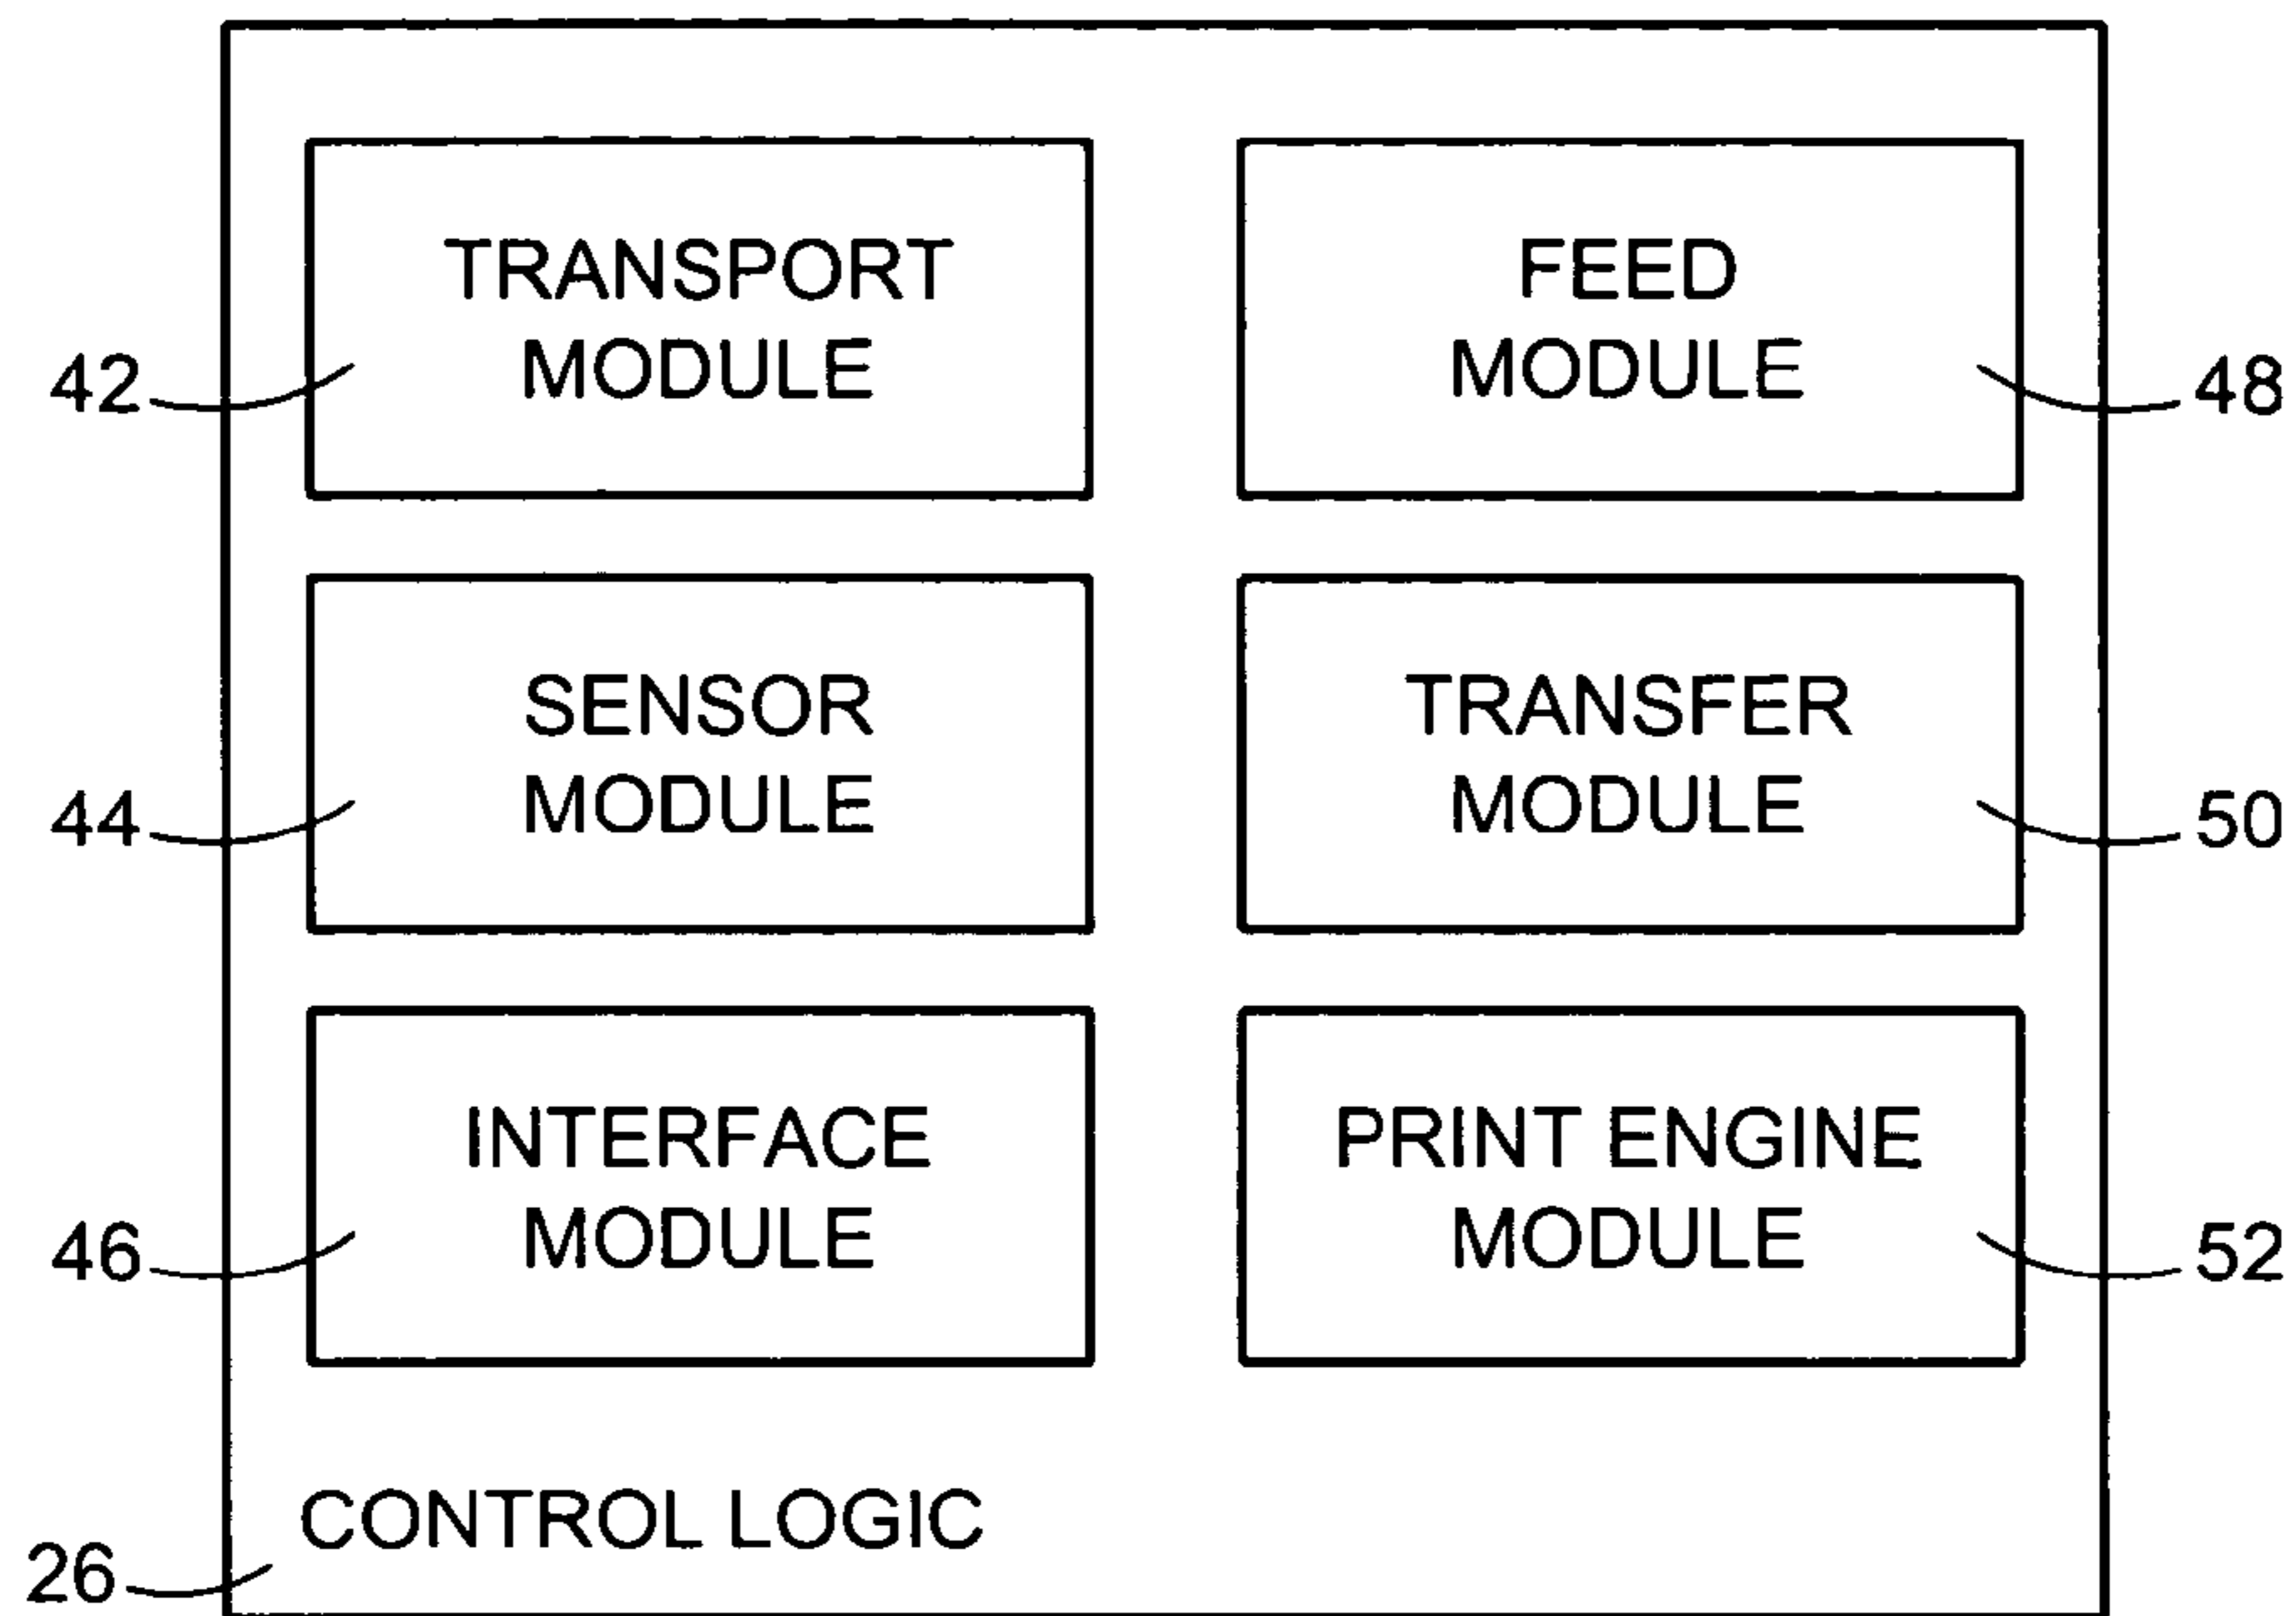 TRANSPORT
MODULE
42
FEED
MODULE
48
SENSOR
MODULE
44
TRANSFER
MODULE
50
INTERFACE
MODULE
46
PRINT ENGINE
MODULE
52
CONTROL LOGIC
26